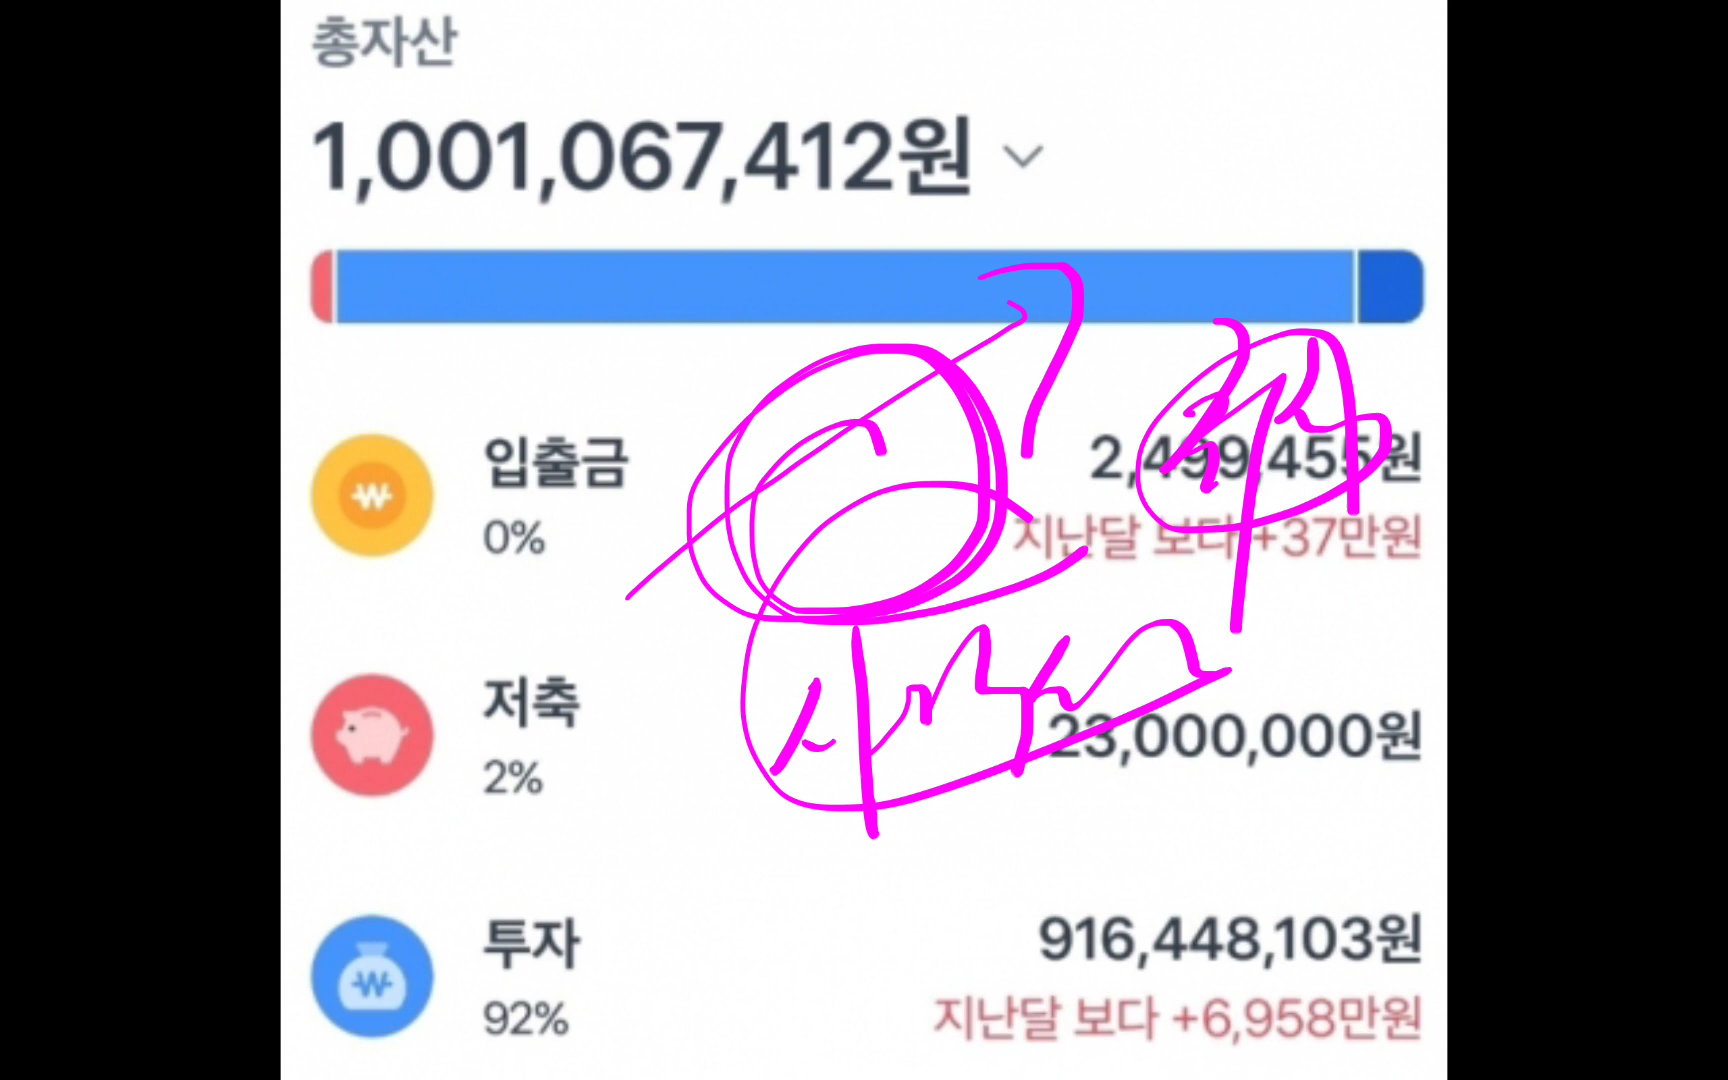 총자산
1,001,067,412원
입출금
2,499,455원
0%
지난달 보다 +37만원
저축
23,000,000원
2%
투자
916,448,103원
92%
지난달 보다 +6,958만원